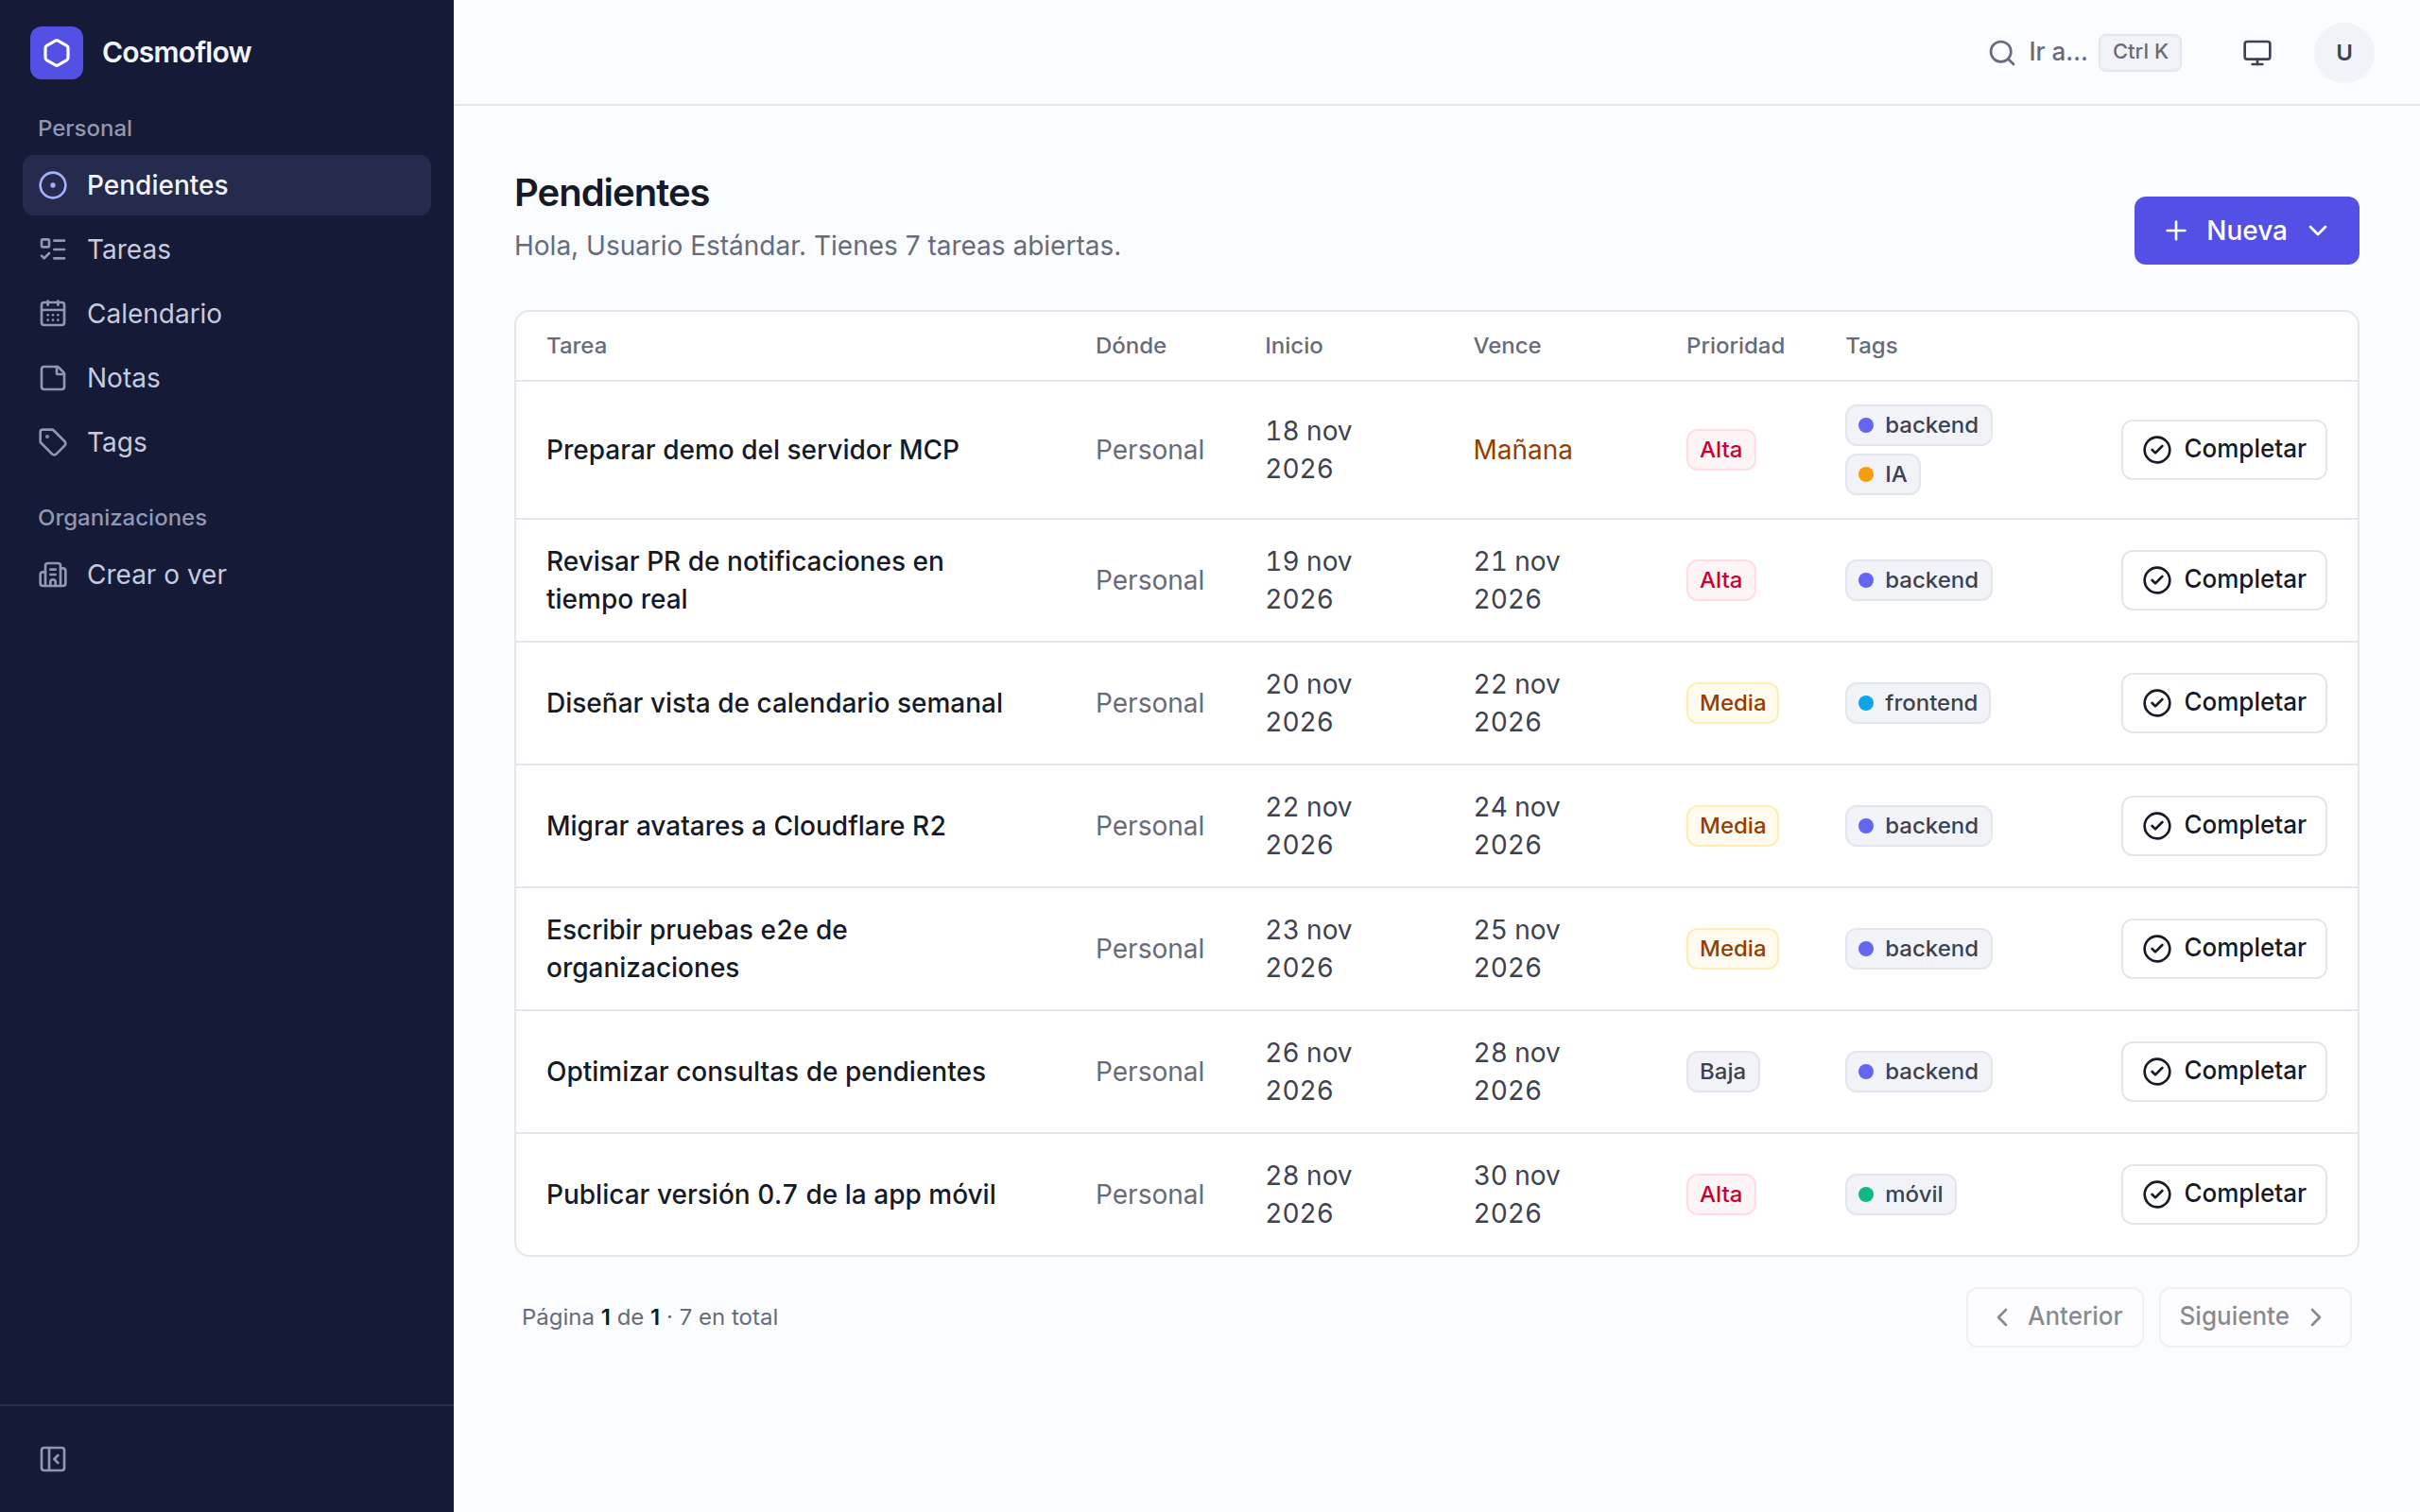 Cosmoflow
Personal
Pendientes
Tareas
Calendario
Notas
Tags
Organizaciones
Crear o ver
Ir a... Ctrl K
U
Pendientes
Hola, Usuario Estándar. Tienes 7 tareas abiertas.
Nueva
Tarea Dónde Inicio Vence Prioridad Tags
Preparar demo del servidor MCP Personal 18 nov 2026 Mañana Alta backend IA Completar
Revisar PR de notificaciones en tiempo real Personal 19 nov 2026 21 nov 2026 Alta backend Completar
Diseñar vista de calendario semanal Personal 20 nov 2026 22 nov 2026 Media frontend Completar
Migrar avatares a Cloudflare R2 Personal 22 nov 2026 24 nov 2026 Media backend Completar
Escribir pruebas e2e de organizaciones Personal 23 nov 2026 25 nov 2026 Media backend Completar
Optimizar consultas de pendientes Personal 26 nov 2026 28 nov 2026 Baja backend Completar
Publicar versión 0.7 de la app móvil Personal 28 nov 2026 30 nov 2026 Alta móvil Completar
Página 1 de 1 · 7 en total
Anterior Siguiente